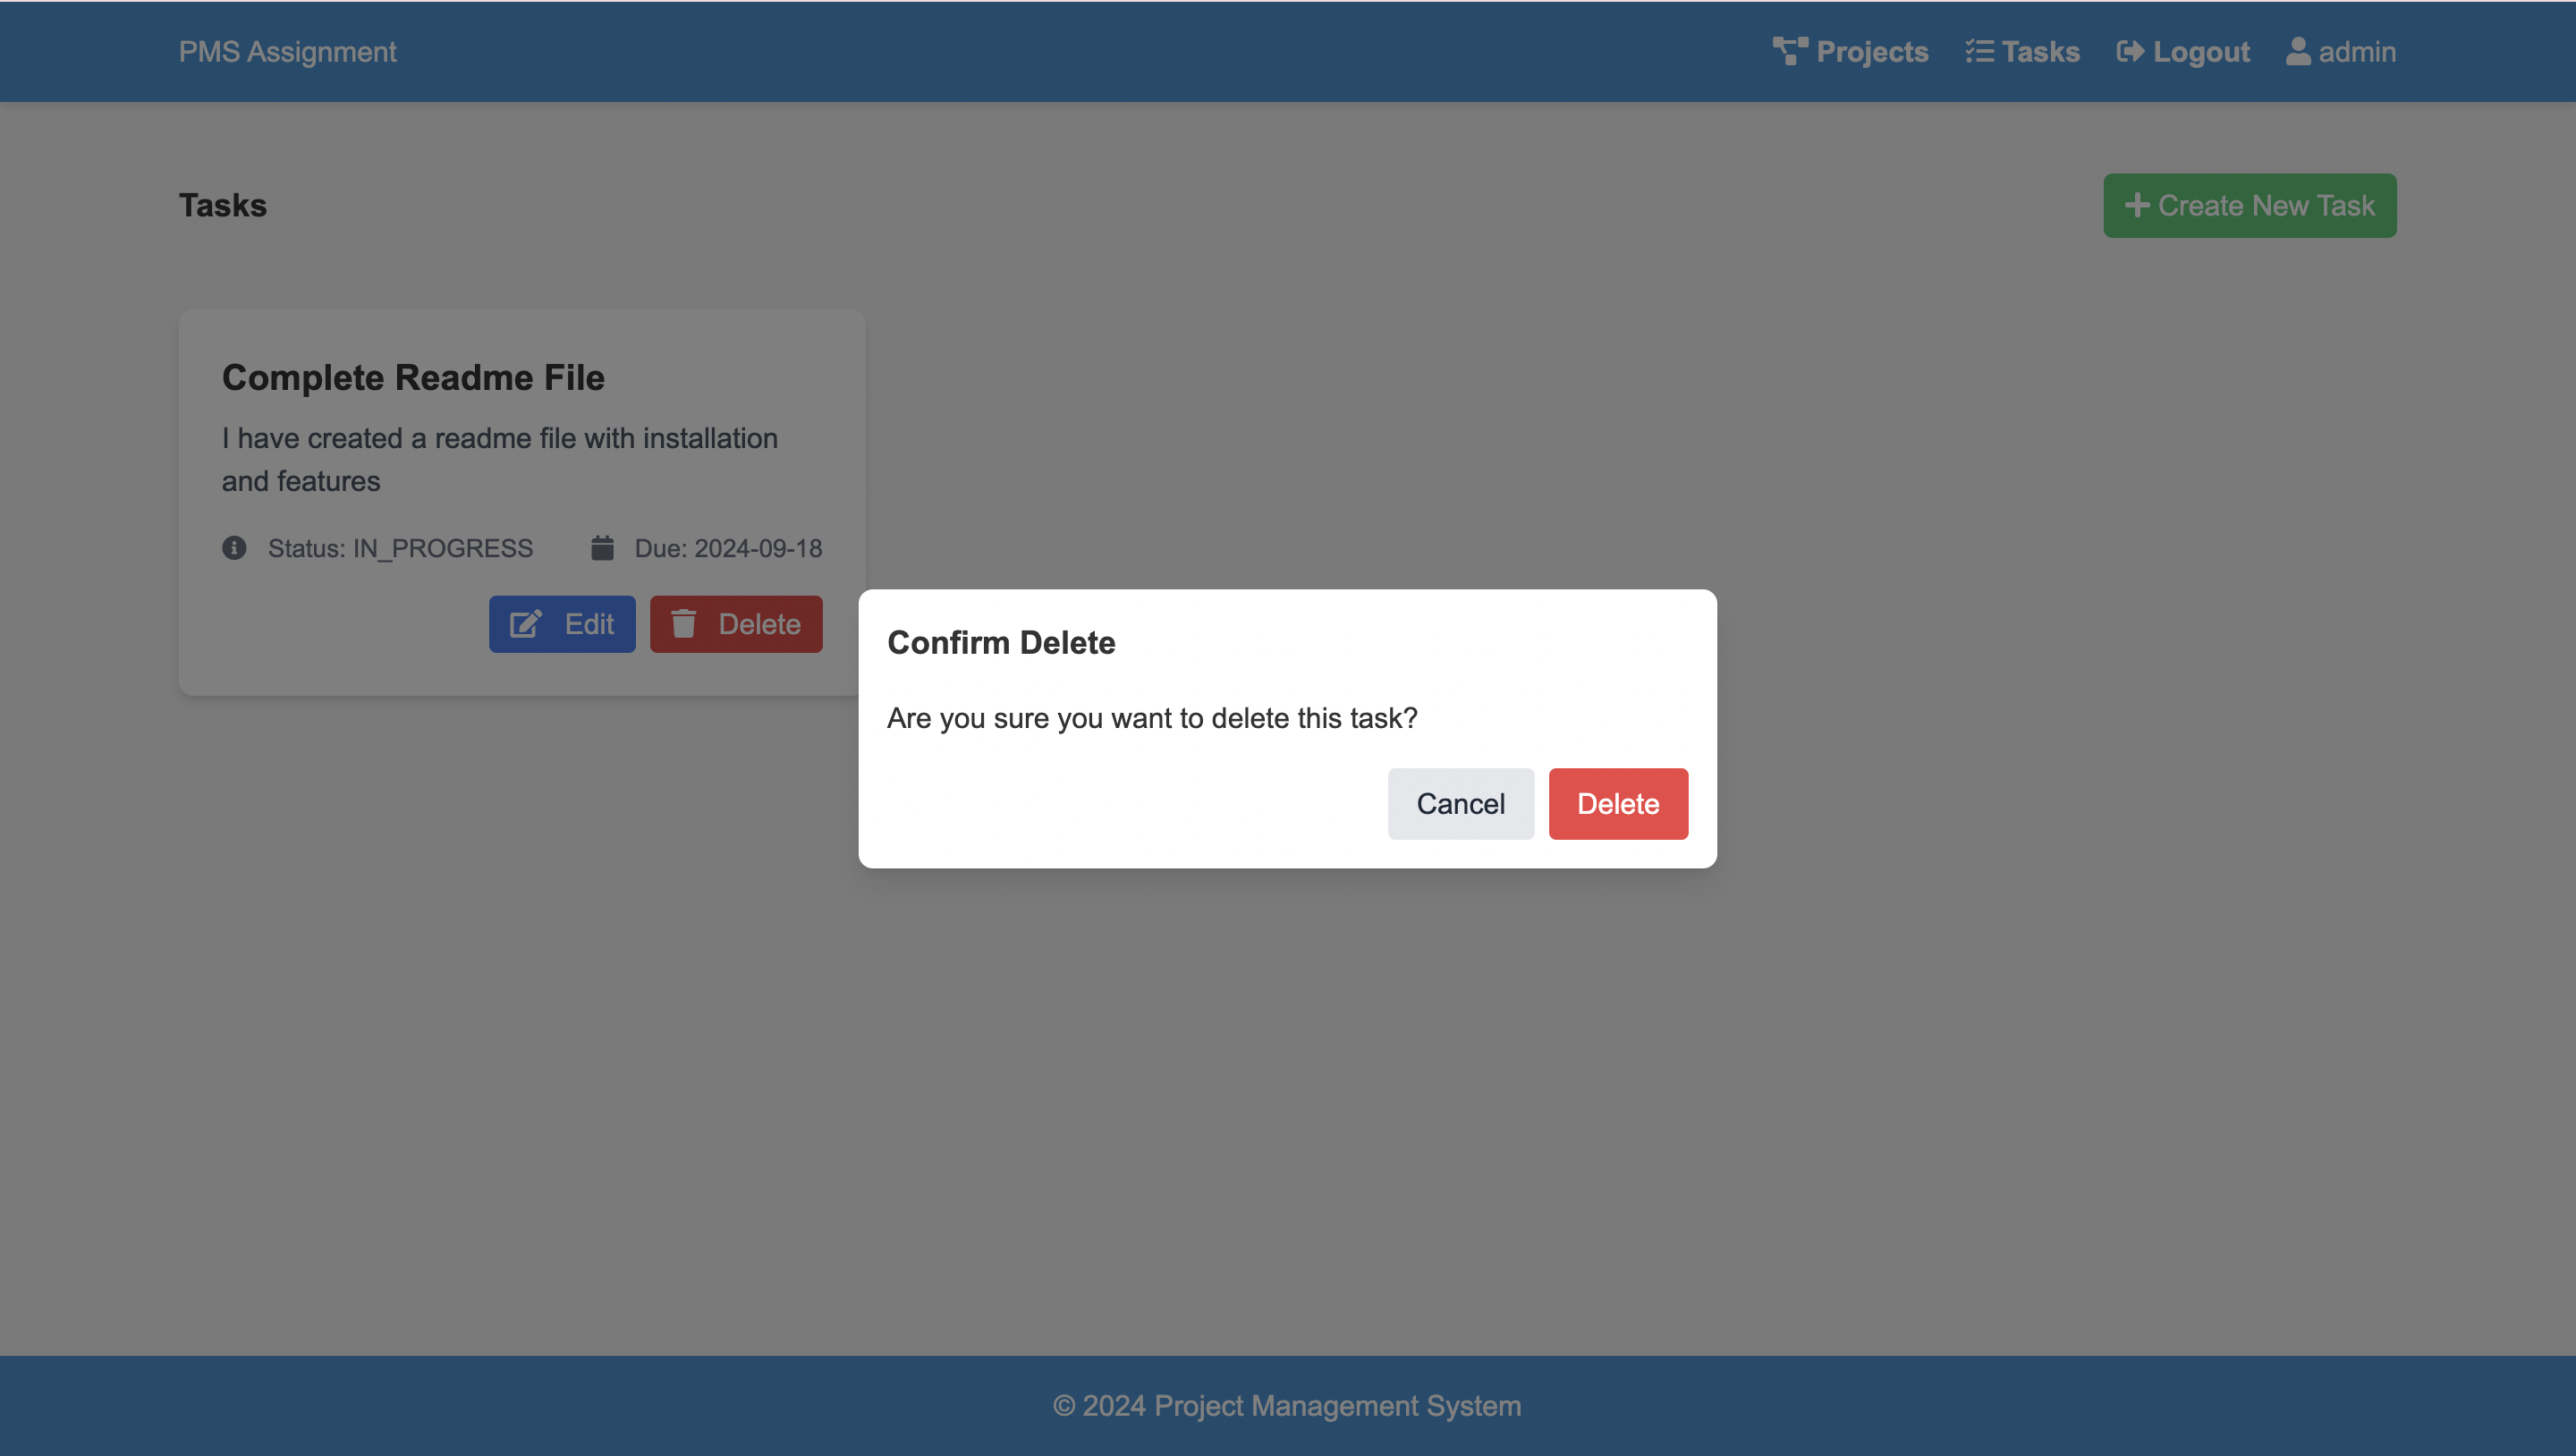 PMS Assignment
Projects Tasks Logout admin
Tasks
Create New Task
Complete Readme File
I have created a readme file with installation
and features
Status: IN_PROGRESS Due: 2024-09-18
Edit Delete
Confirm Delete
Are you sure you want to delete this task?
Cancel Delete
© 2024 Project Management System